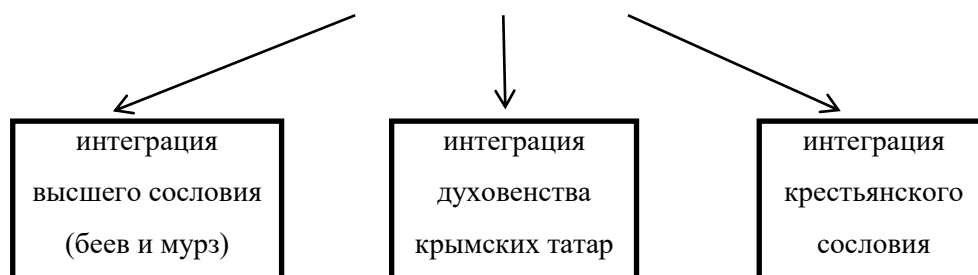 интеграция
высшего сословия
(беев и мурз)
интеграция
духовенства
крымских татар
интеграция
крестьянского
сословия